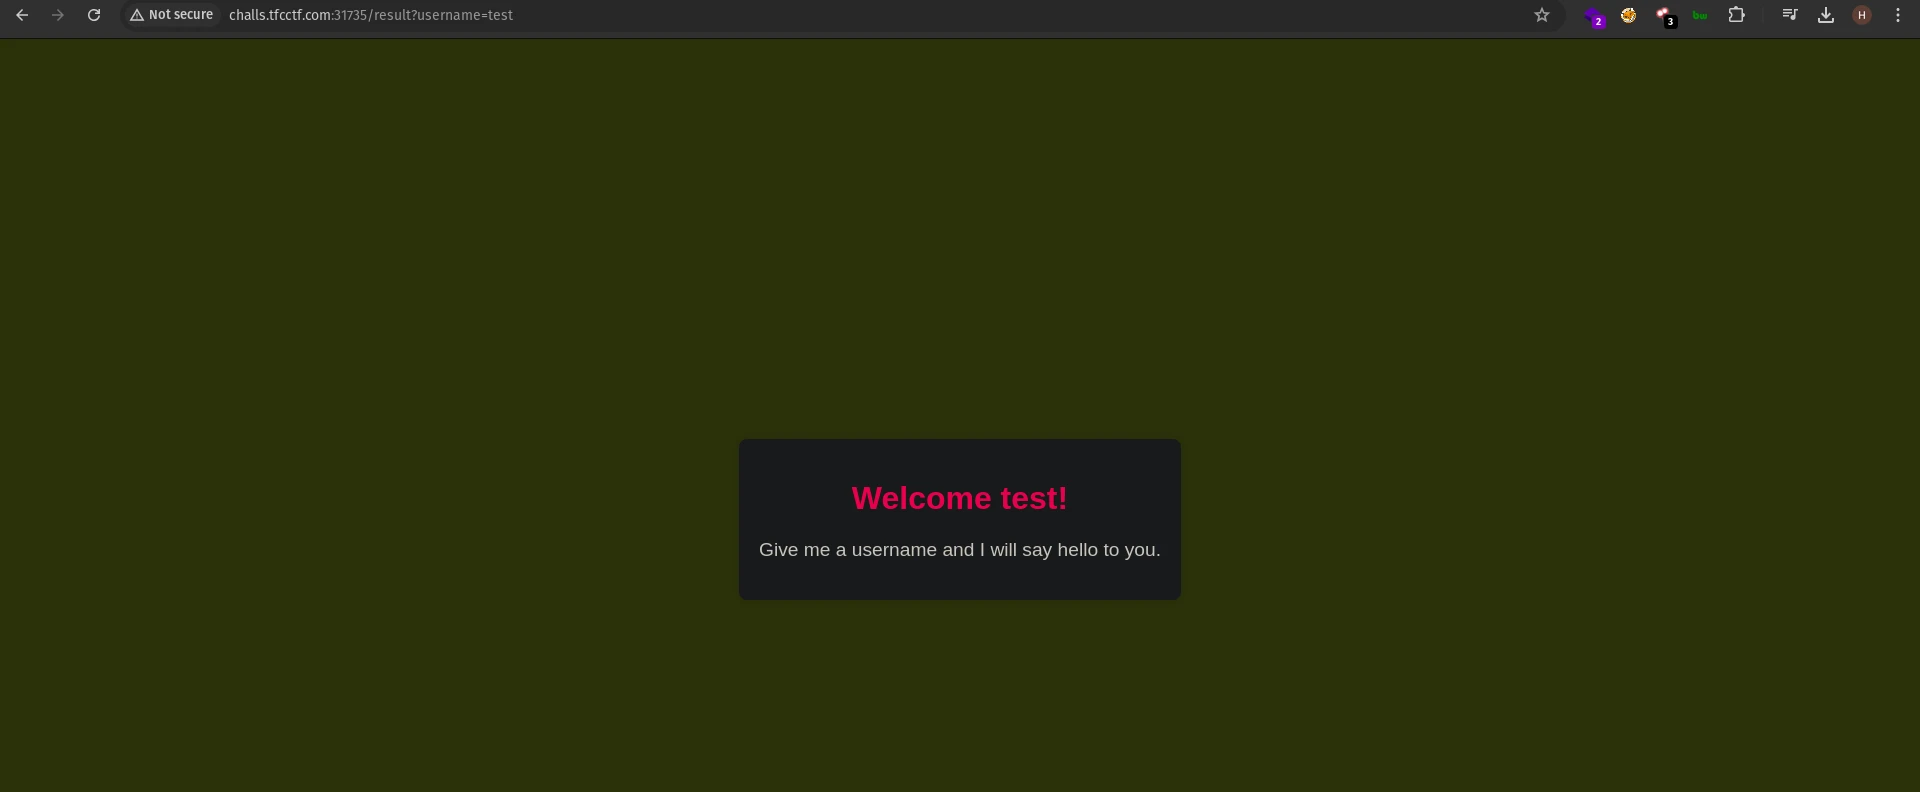 Not secure challs.tfcctf.com:31735/result?username=test 2 3 bw H
Welcome test!
Give me a username and I will say hello to you.